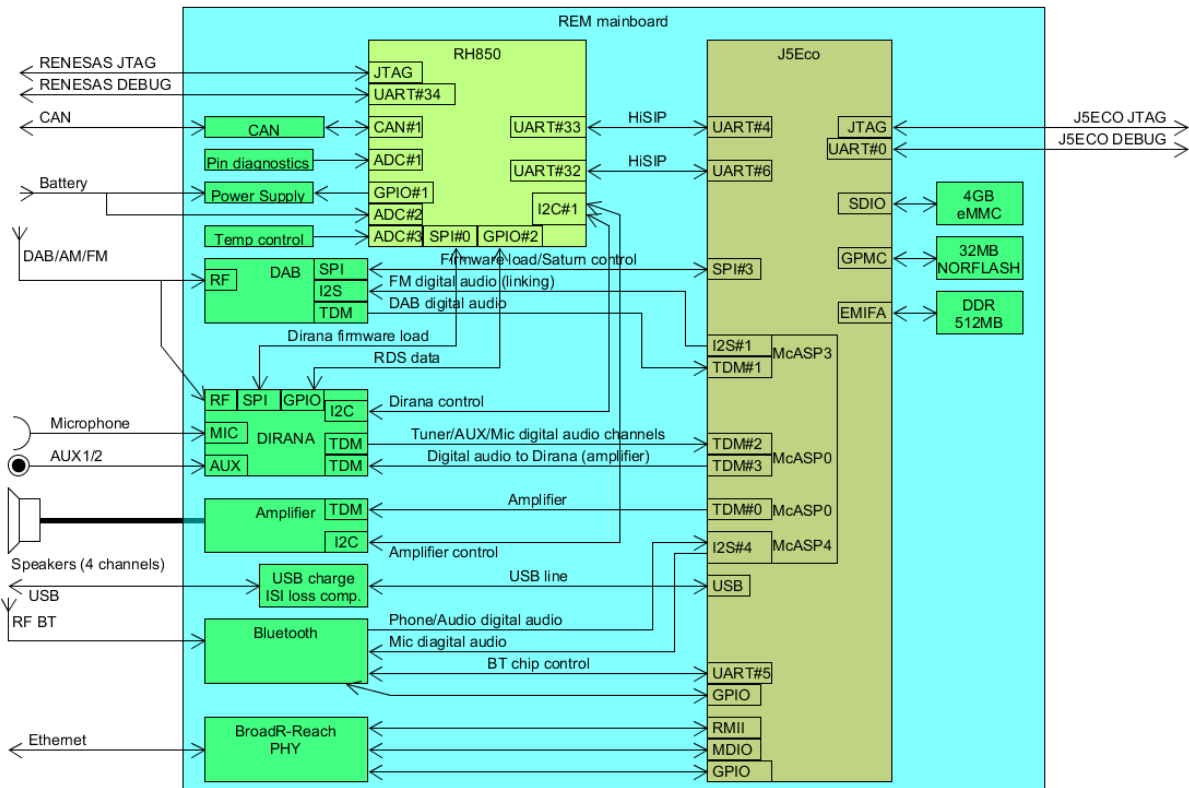 REM mainboard
RH850
J5Eco
RENESAS JTAG
JTAG
RENESAS DEBUG
UART#34
CAN
CAN
CAN#1
UART#33
HiSIP
UART#4
JTAG
J5ECO JTAG
UART#0
J5ECO DEBUG
Pin diagnostics
ADC#1
UART#32
HiSIP
UART#6
Battery
Power Supply
GPIO#1
I2C#1
SDIO
4GB
eMMC
ADC#2
Temp control
ADC#3
SPI#0
GPIO#2
DAB/AM/FM
GPMC
32MB
NORFLASH
DAB
RF
SPI
Firmware load/Saturn control
SPI#3
I2S
FM digital audio (linking)
TDM
DAB digital audio
EMIFA
DDR
512MB
Dirana firmware load
I2S#1
McASP3
RDS data
TDM#1
RF
SPI
GPIO
I2C
Dirana control
Microphone
MIC
DIRANA
TDM
Tuner/AUX/Mic digital audio channels
TDM#2
AUX1/2
AUX
TDM
Digital audio to Dirana (amplifier)
TDM#3
McASP0
Amplifier
TDM
Amplifier
TDM#0
McASP0
I2C
Amplifier control
I2S#4
McASP4
Speakers (4 channels)
USB
USB charge
ISI loss comp.
USB line
USB
RF BT
Bluetooth
Phone/Audio digital audio
Mic diagital audio
BT chip control
UART#5
GPIO
Ethernet
BroadR-Reach
PHY
RMII
MDIO
GPIO